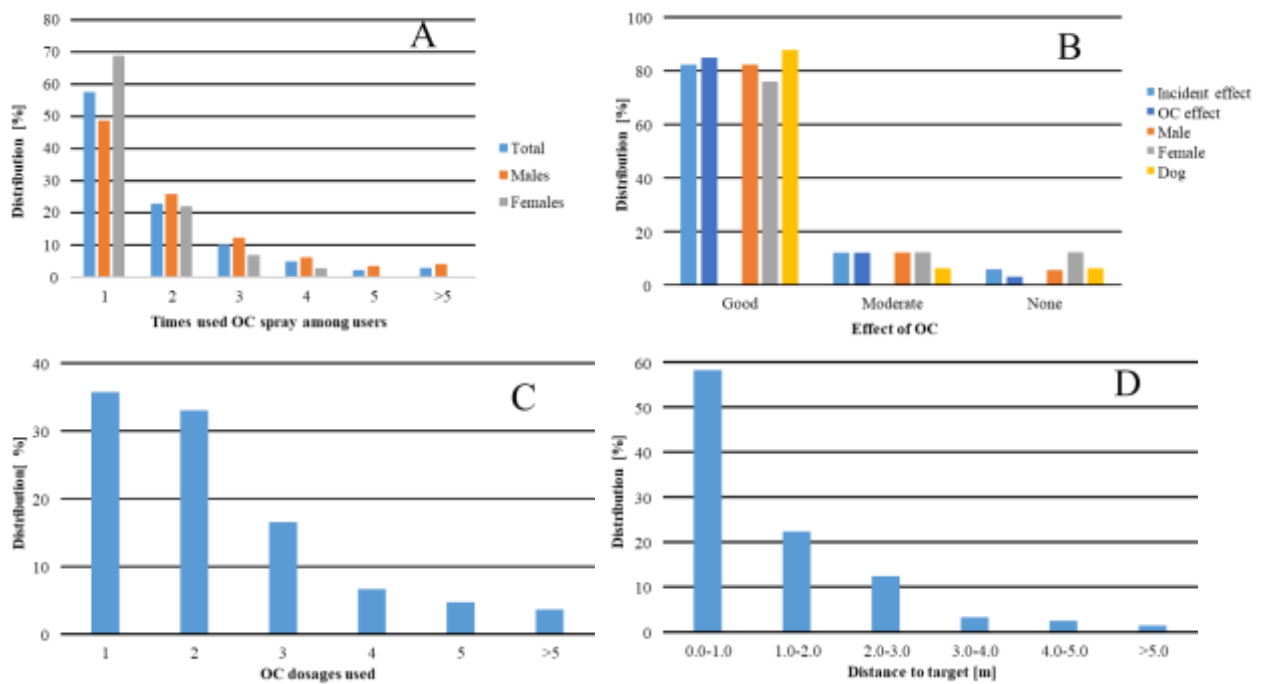 A
80
70
60
50
40
30
20
10
0
Distribution [%]
1 2 3 4 5 >5
Times used OC spray among users
Total
Males
Females
B
100
80
60
40
20
0
Distribution [%]
Good Moderate None
Effect of OC
Incident effect
OC effect
Male
Female
Dog
C
40
30
20
10
0
Distribution[ %]
1 2 3 4 5 >5
OC dosages used
D
60
50
40
30
20
10
0
Distribution [%]
0.0-1.0 1.0-2.0 2.0-3.0 3.0-4.0 4.0-5.0 >5.0
Distance to target [m]